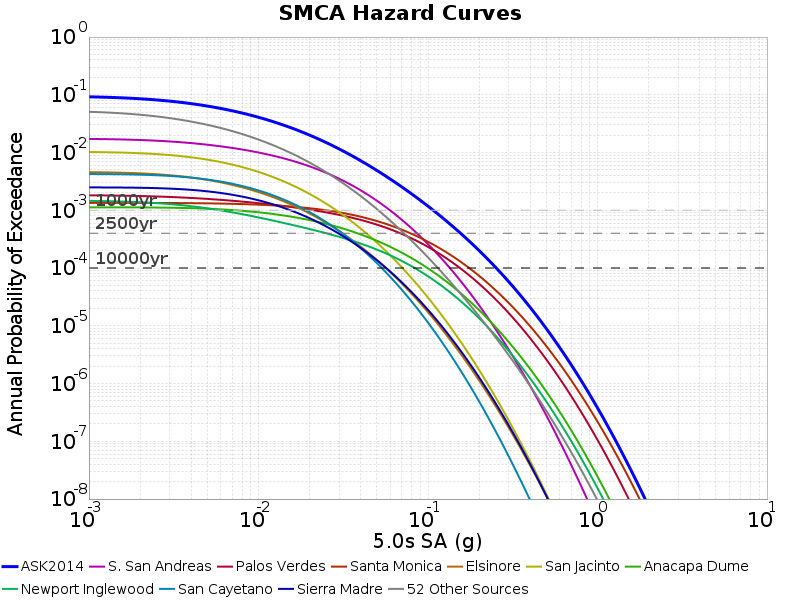 SMCA Hazard Curves
10^0
10^-1
10^-2
10^-3
10^-4
10^-5
10^-6
10^-7
10^-8
Annual Probability of Exceedance
1000yr
2500yr
10000yr
10^-3 10^-2 10^-1 10^0 10^1
5.0s SA (g)
ASK2014 S. San Andreas Palos Verdes Santa Monica Elsinore San Jacinto Anacapa Dume
Newport Inglewood San Cayetano Sierra Madre 52 Other Sources